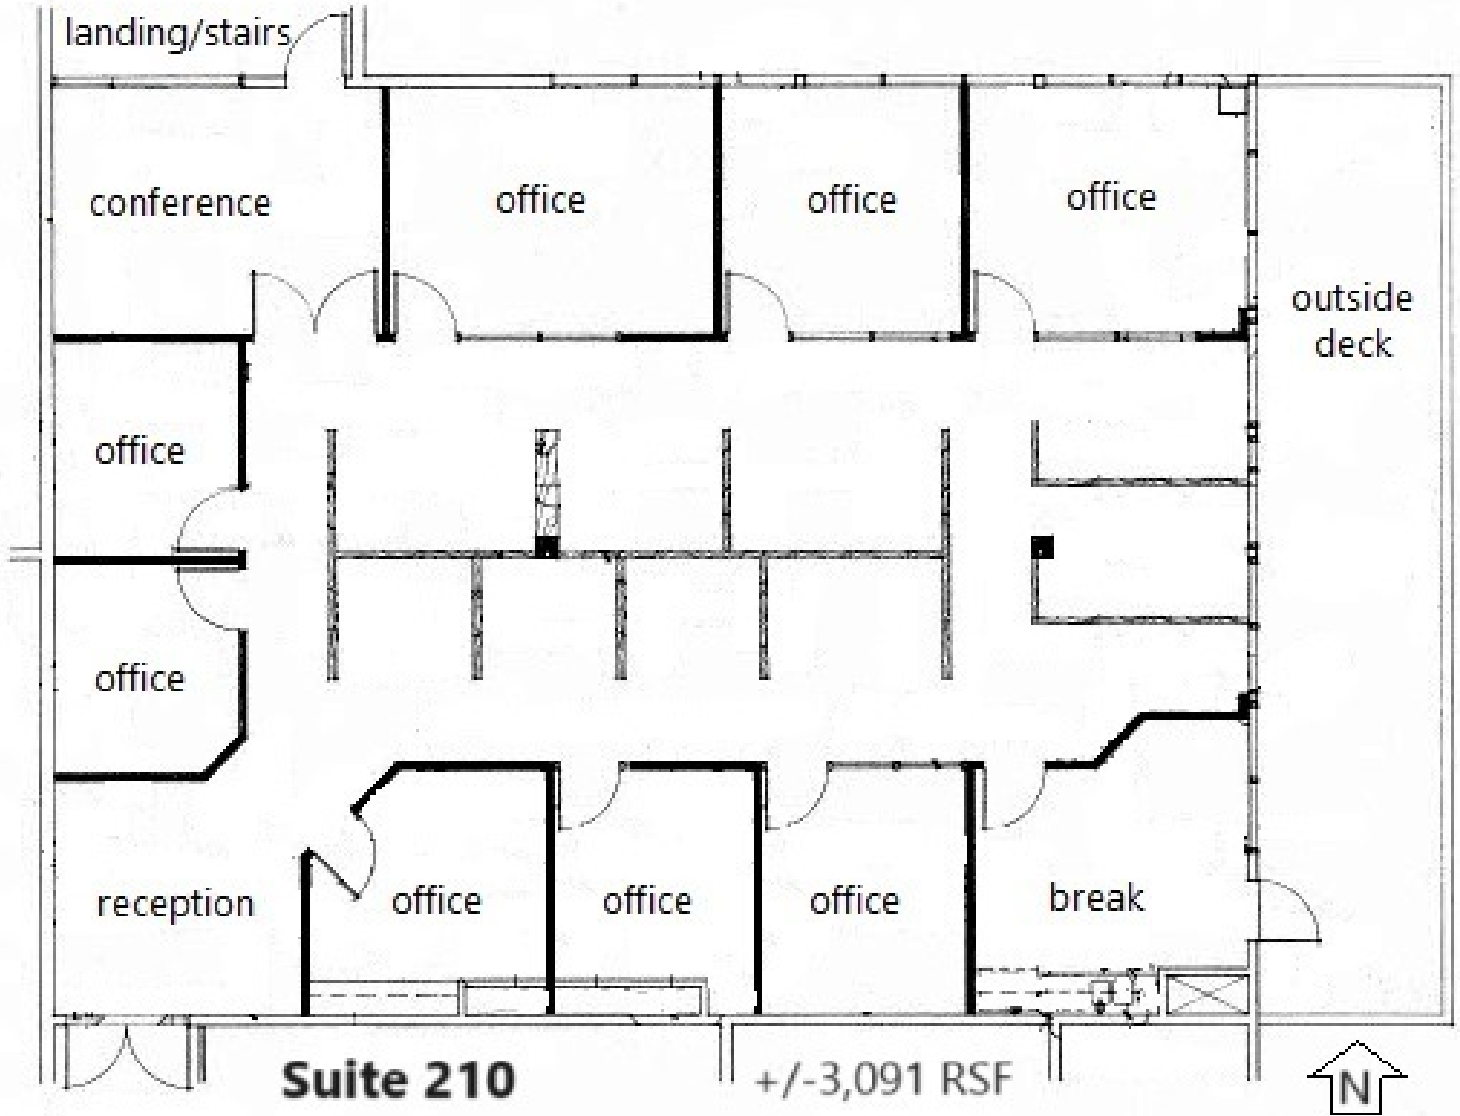 landing/stairs
conference
office
office
office
outside
deck
office
office
reception
office
office
office
break
Suite 210
+/-3,091 RSF
N